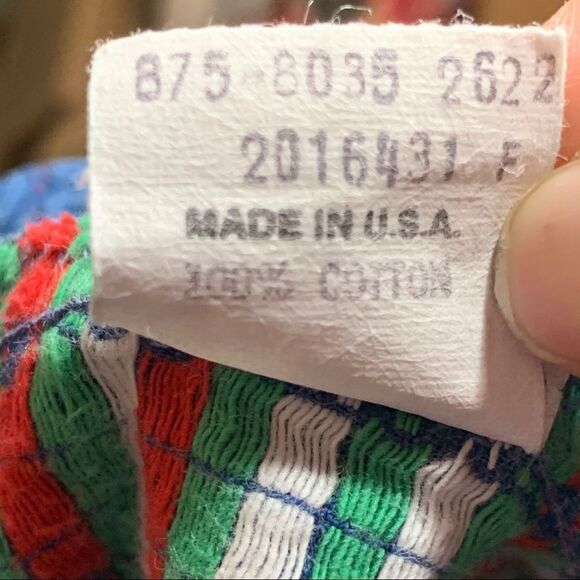 875 8035 2622
2016431 F
MADE IN U.S.A.
100% COTTON